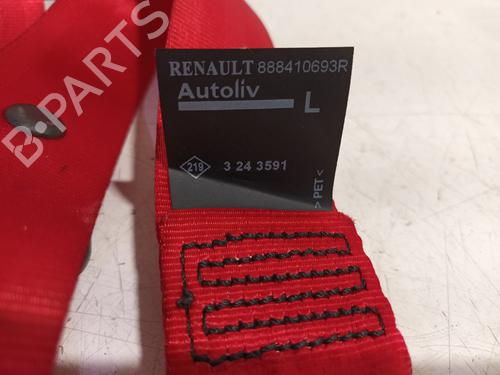 B-PARTS
RENAULT 888410693R
Autoliv
L
219 3 24 3591
> PET <